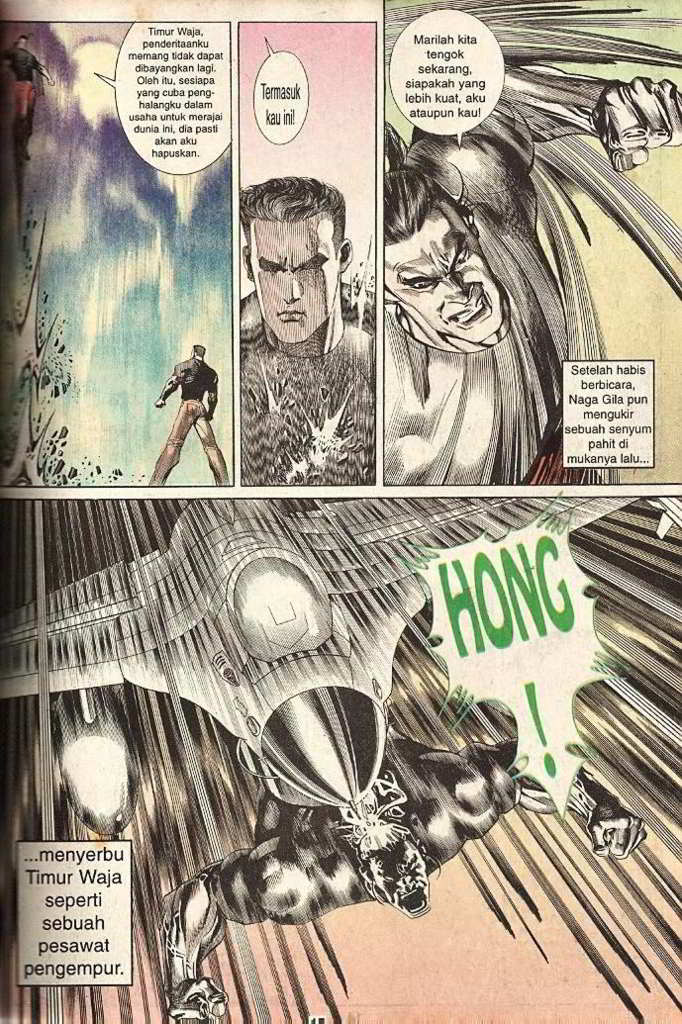 Timur Waja,
penderitaanku
memang tidak dapat
dibayangkan lagi.
Oleh itu, sesiapa
yang cuba peng-
halangku dalam
usaha untuk merajai
dunia ini, dia pasti
akan aku
hapuskan.
Termasuk
kau ini!
Marilah kita
tengok
sekarang,
siapakah yang
lebih kuat, aku
ataupun kau!
Setelah habis
berbicara,
Naga Gila pun
mengukir
sebuah senyum
pahit di
mukanya lalu...
HONG
!
...menyerbu
Timur Waja
seperti
sebuah
pesawat
pengempur.